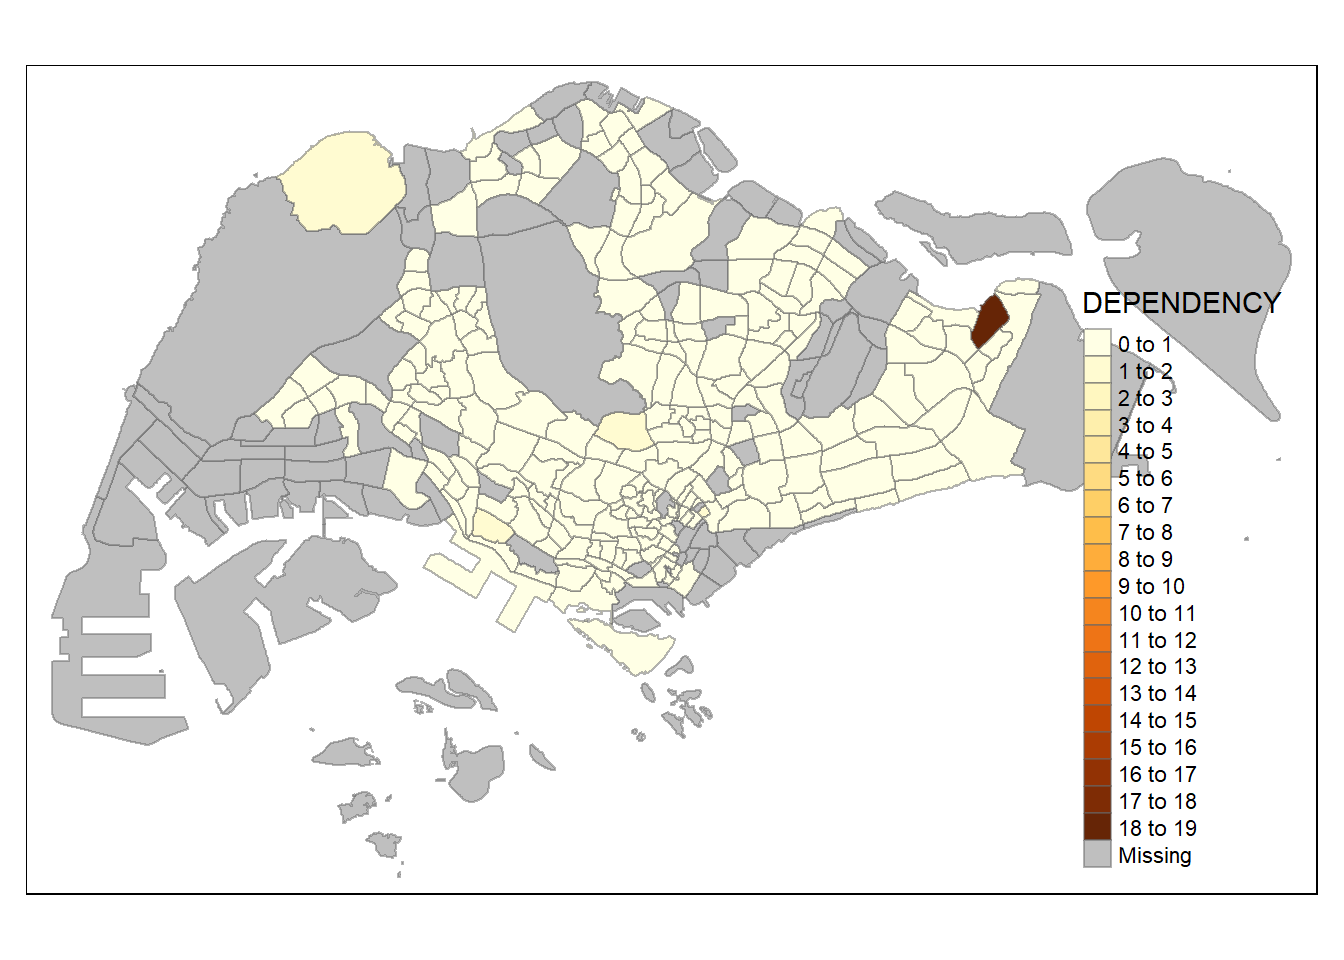 DEPENDENCY
0 to 1
1 to 2
2 to 3
3 to 4
4 to 5
5 to 6
6 to 7
7 to 8
8 to 9
9 to 10
10 to 11
11 to 12
12 to 13
13 to 14
14 to 15
15 to 16
16 to 17
17 to 18
18 to 19
Missing